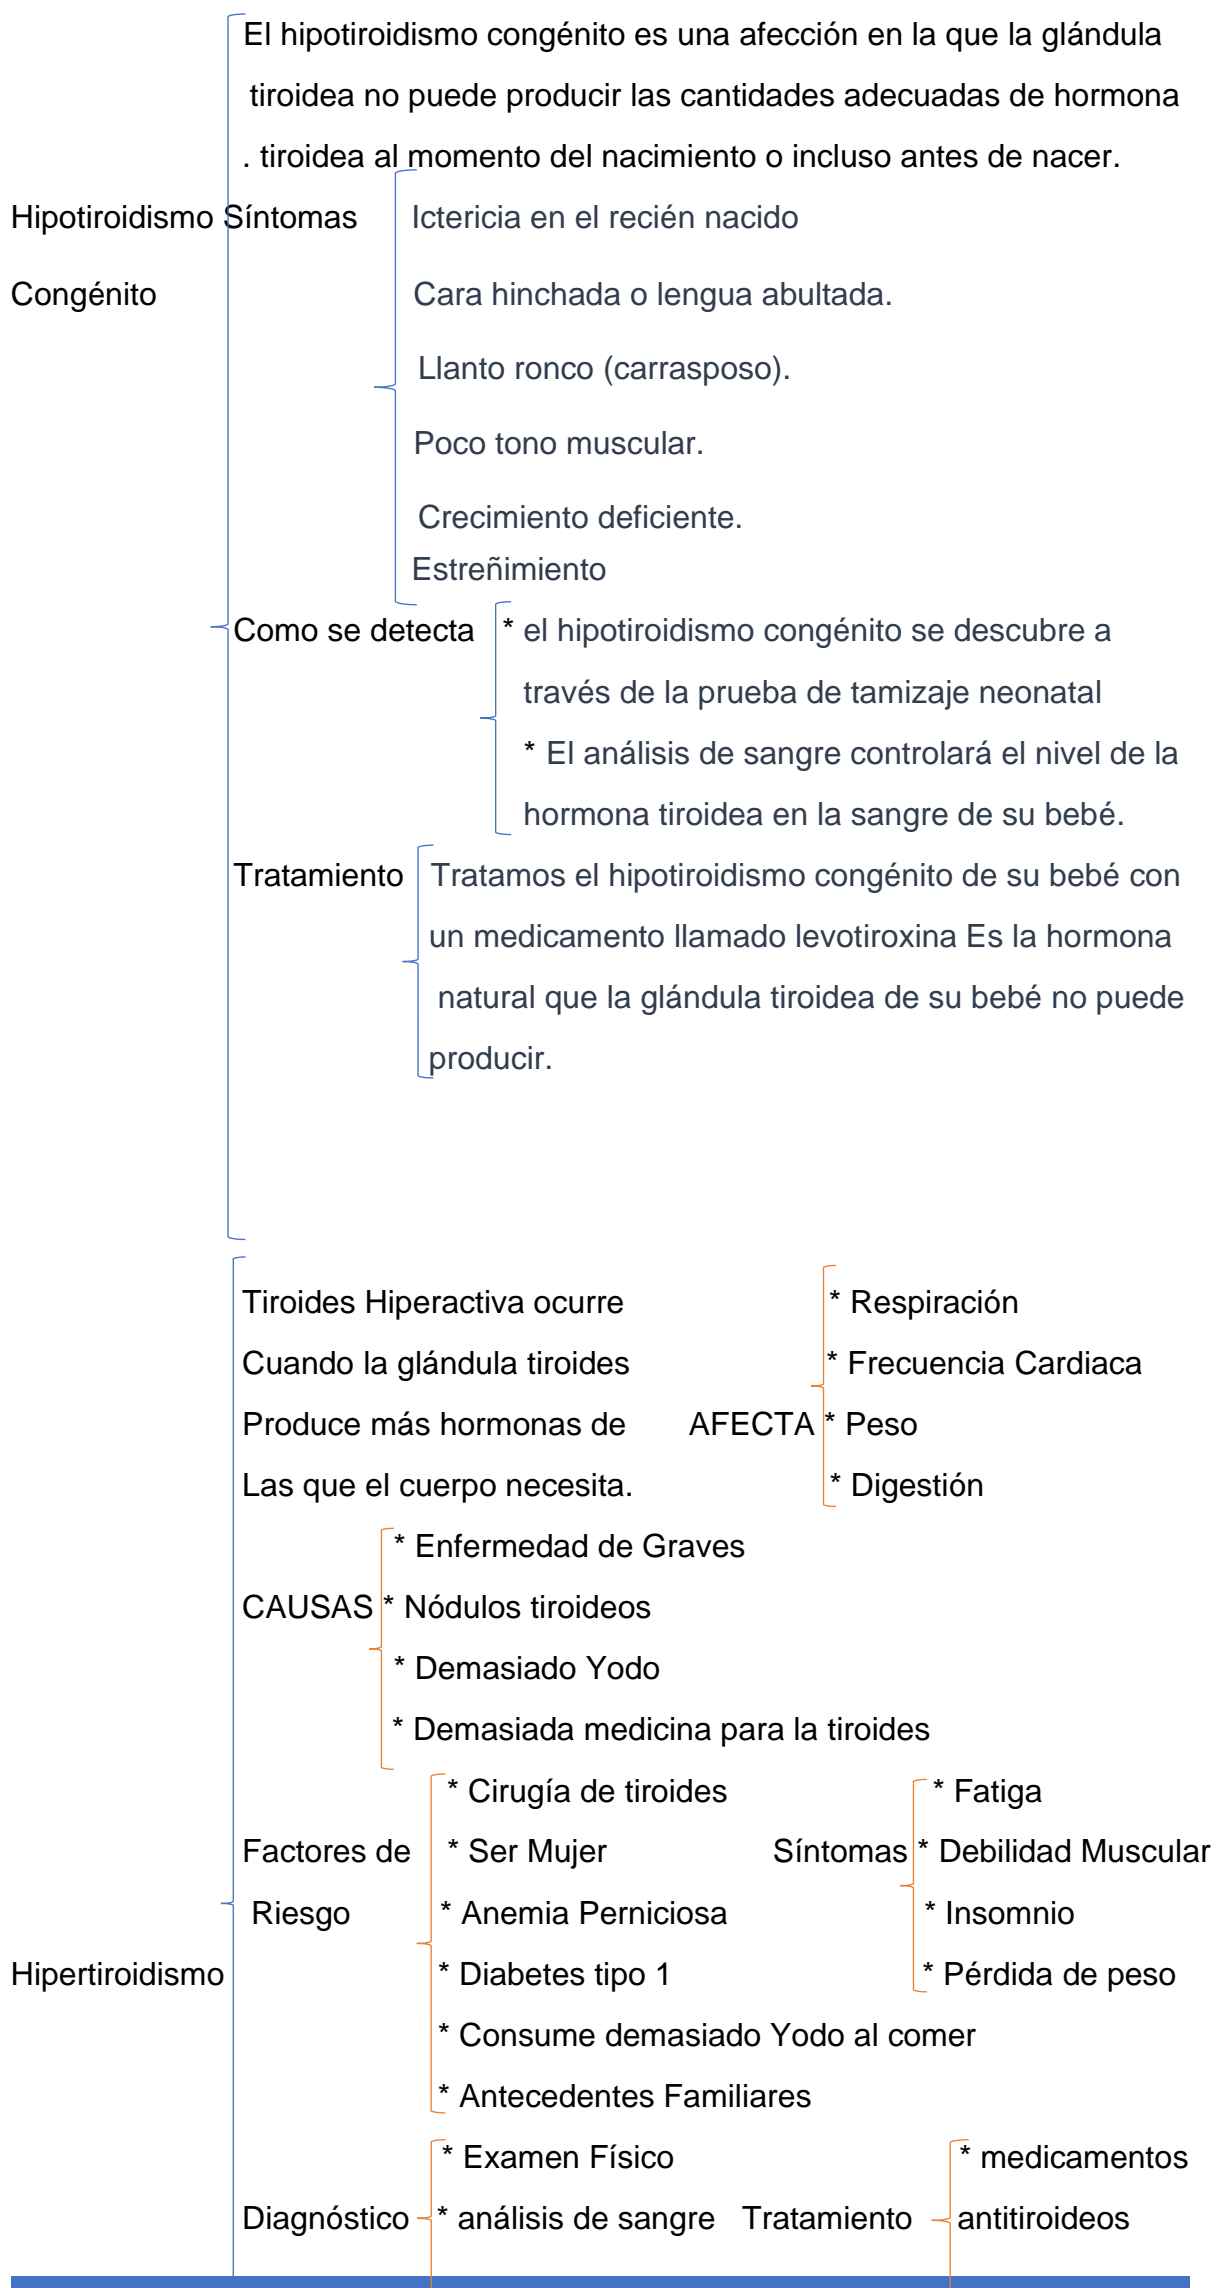 El hipotiroidismo congénito es una afección en la que la glándula
tiroidea no puede producir las cantidades adecuadas de hormona
. tiroidea al momento del nacimiento o incluso antes de nacer.
Hipotiroidismo Síntomas Ictericia en el recién nacido
Congénito Cara hinchada o lengua abultada.
Llanto ronco (carrasposo).
Poco tono muscular.
Crecimiento deficiente.
Estreñimiento
Como se detecta * el hipotiroidismo congénito se descubre a
través de la prueba de tamizaje neonatal
* El análisis de sangre controlará el nivel de la
hormona tiroidea en la sangre de su bebé.
Tratamiento Tratamos el hipotiroidismo congénito de su bebé con
un medicamento llamado levotiroxina Es la hormona
natural que la glándula tiroidea de su bebé no puede
producir.
Tiroides Hiperactiva ocurre * Respiración
Cuando la glándula tiroides * Frecuencia Cardiaca
Produce más hormonas de AFECTA * Peso
Las que el cuerpo necesita. * Digestión
* Enfermedad de Graves
CAUSAS * Nódulos tiroideos
* Demasiado Yodo
* Demasiada medicina para la tiroides
* Cirugía de tiroides * Fatiga
Factores de * Ser Mujer Síntomas * Debilidad Muscular
Riesgo * Anemia Perniciosa * Insomnio
Hipertiroidismo * Diabetes tipo 1 * Pérdida de peso
* Consume demasiado Yodo al comer
* Antecedentes Familiares
* Examen Físico * medicamentos
Diagnóstico * análisis de sangre Tratamiento antitiroideos